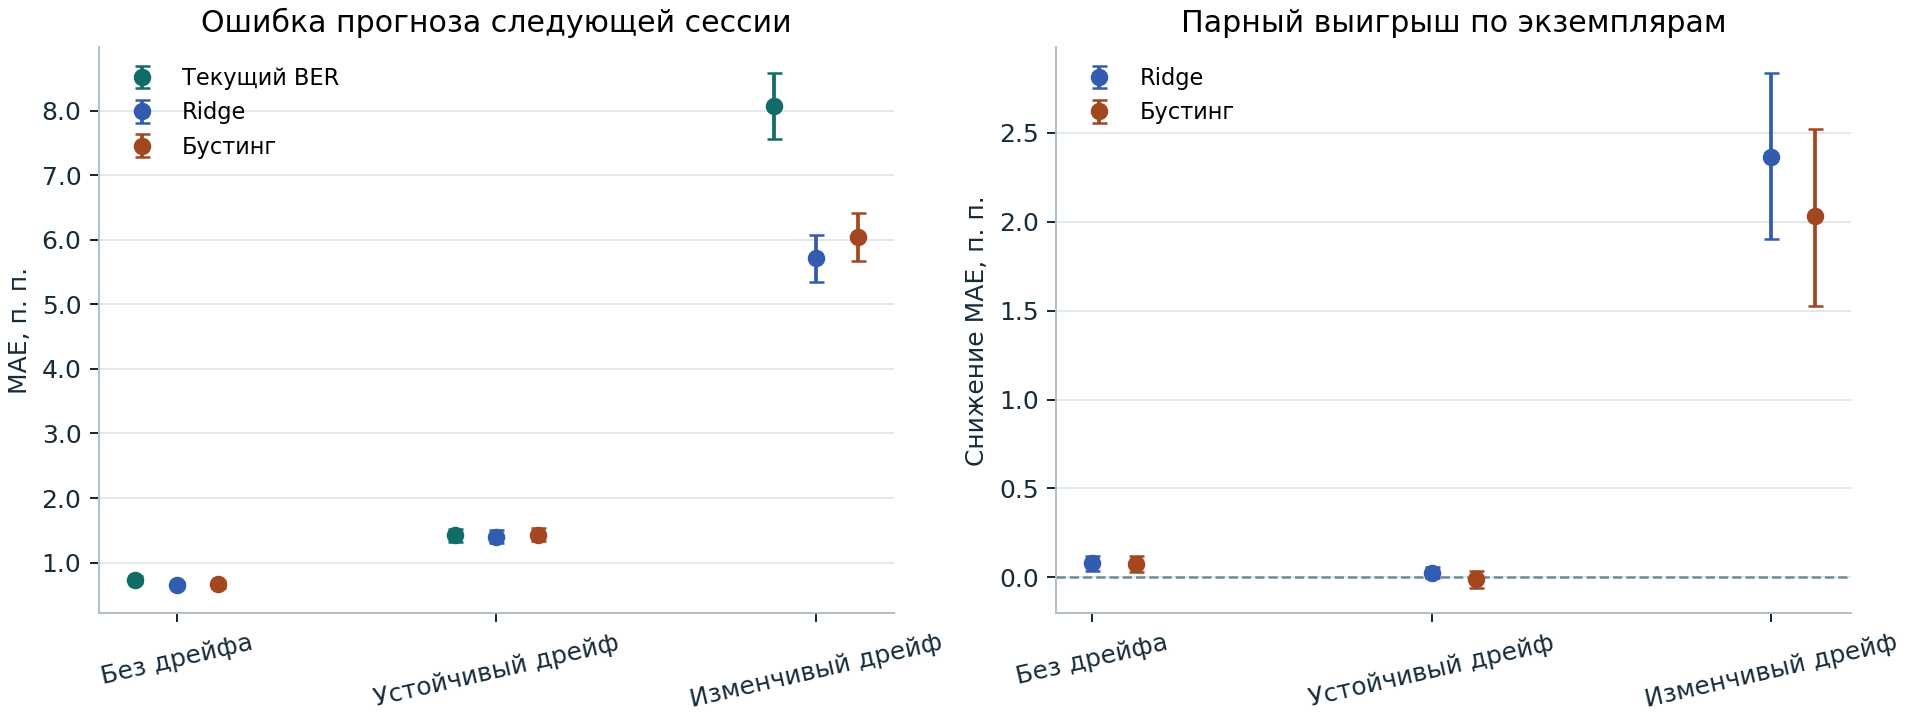 Ошибка прогноза следующей сессии
Текущий BER
Ridge
Бустинг
MAE, п. п.
8.0
7.0
6.0
5.0
4.0
3.0
2.0
1.0
Без дрейфа
Устойчивый дрейф
Изменчивый дрейф
Парный выигрыш по экземплярам
Ridge
Бустинг
Снижение MAE, п. п.
2.5
2.0
1.5
1.0
0.5
0.0
Без дрейфа
Устойчивый дрейф
Изменчивый дрейф